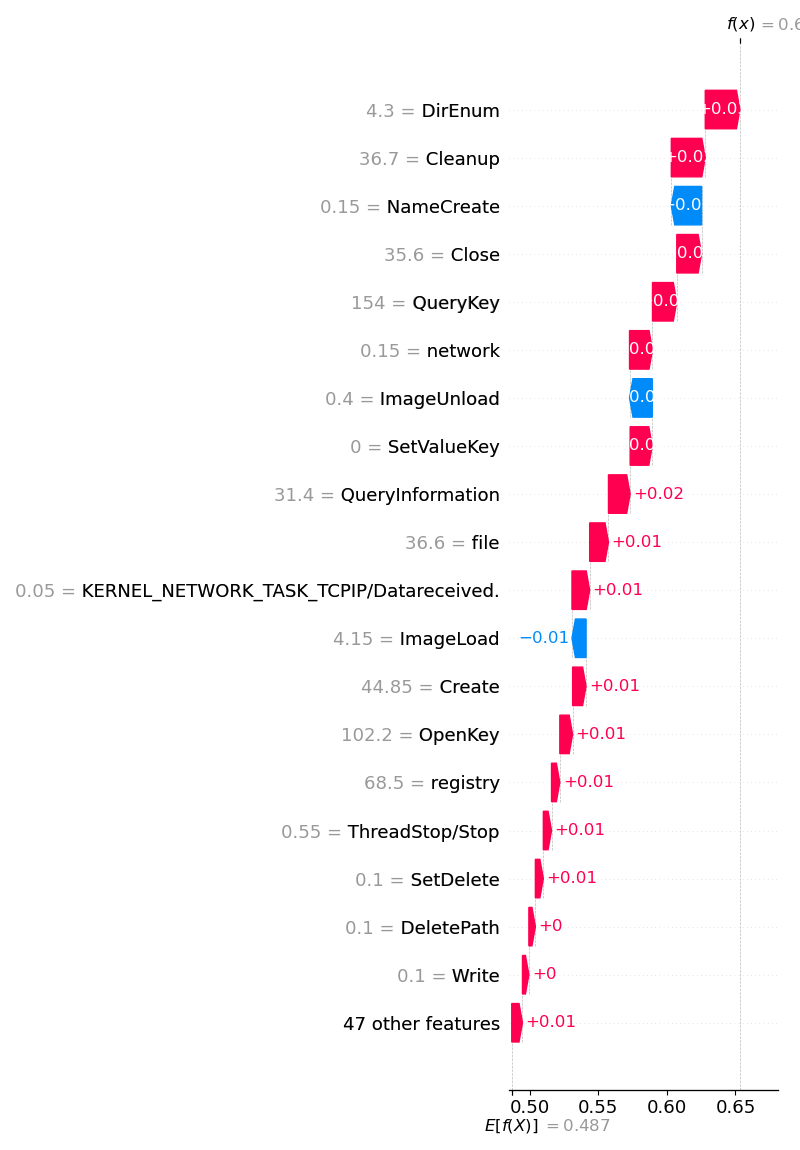 f(x) = 0.6
4.3 = DirEnum +0.0
36.7 = Cleanup +0.0
0.15 = NameCreate −0.0
35.6 = Close 0.0
154 = QueryKey 0.0
0.15 = network 0.0
0.4 = ImageUnload 0.0
0 = SetValueKey 0.0
31.4 = QueryInformation +0.02
36.6 = file +0.01
0.05 = KERNEL_NETWORK_TASK_TCPIP/Datareceived. +0.01
4.15 = ImageLoad −0.01
44.85 = Create +0.01
102.2 = OpenKey +0.01
68.5 = registry +0.01
0.55 = ThreadStop/Stop +0.01
0.1 = SetDelete +0.01
0.1 = DeletePath +0
0.1 = Write +0
47 other features +0.01
0.50 0.55 0.60 0.65
E[f(X)] = 0.487